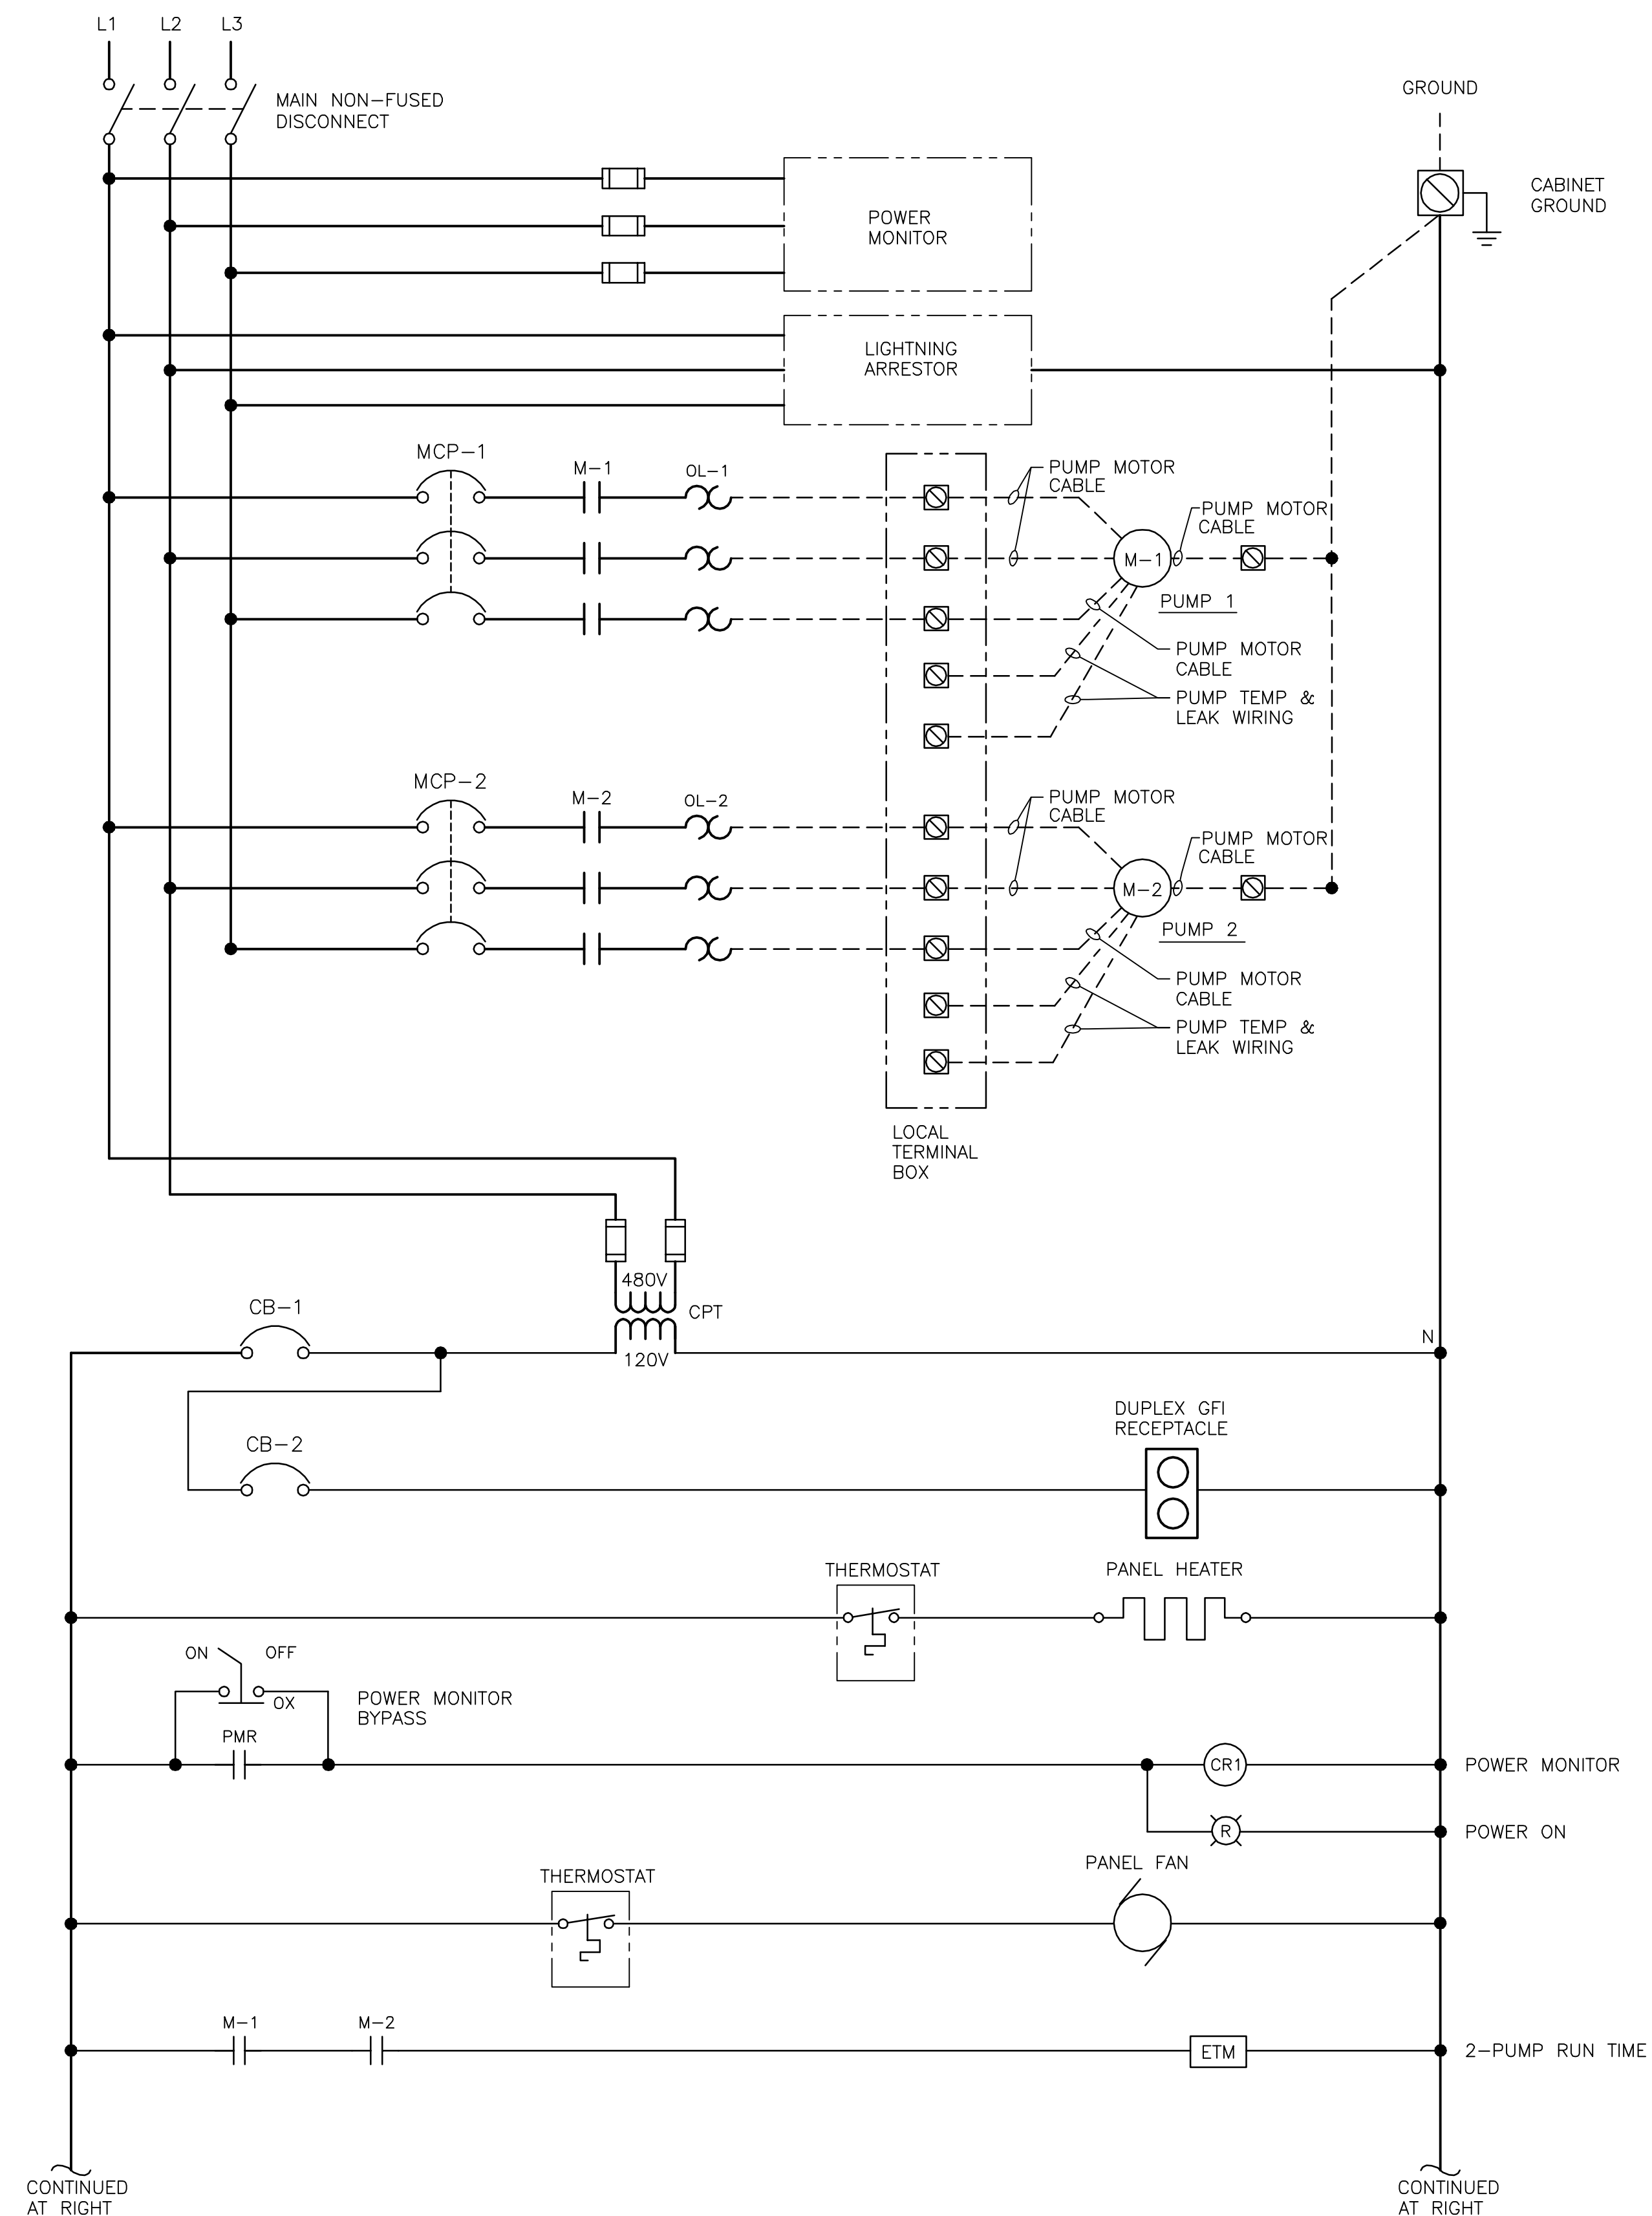 L1 L2 L3
MAIN NON-FUSED
DISCONNECT
GROUND
CABINET
GROUND
POWER
MONITOR
LIGHTNING
ARRESTOR
MCP-1
M-1
OL-1
PUMP MOTOR
CABLE
PUMP MOTOR
CABLE
M-1
PUMP 1
PUMP MOTOR
CABLE
PUMP TEMP &
LEAK WIRING
MCP-2
M-2
OL-2
PUMP MOTOR
CABLE
PUMP MOTOR
CABLE
M-2
PUMP 2
PUMP MOTOR
CABLE
PUMP TEMP &
LEAK WIRING
LOCAL
TERMINAL
BOX
480V
CPT
120V
CB-1
N
CB-2
DUPLEX GFI
RECEPTACLE
THERMOSTAT
PANEL HEATER
ON OFF
OX
POWER MONITOR
BYPASS
PMR
CR1
POWER MONITOR
R
POWER ON
THERMOSTAT
PANEL FAN
M-1
M-2
ETM
2-PUMP RUN TIME
CONTINUED
AT RIGHT
CONTINUED
AT RIGHT